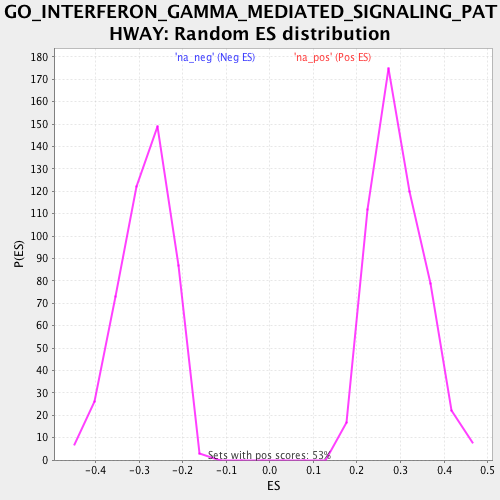 GO_INTERFERON_GAMMA_MEDIATED_SIGNALING_PAT
HWAY: Random ES distribution
'na_neg' (Neg ES) 'na_pos' (Pos ES)
180
170
160
150
140
130
120
110
100
90
80
70
60
50
40
30
20
10
0
P(ES)
Sets with pos scores: 53%
-0.4 -0.3 -0.2 -0.1 0.0 0.1 0.2 0.3 0.4 0.5
ES